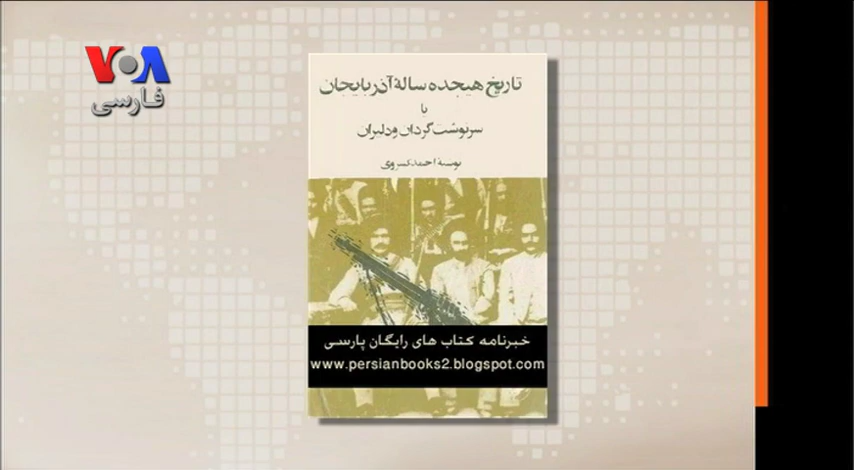 VOA
فارسی
تاریخ هیجده سالهٔ آذربایجان
یا
سرنوشت گردان و دلیران
نوشتهٔ احمد کسروی
خبرنامه کتاب های رایگان پارسی
www.persianbooks2.blogspot.com